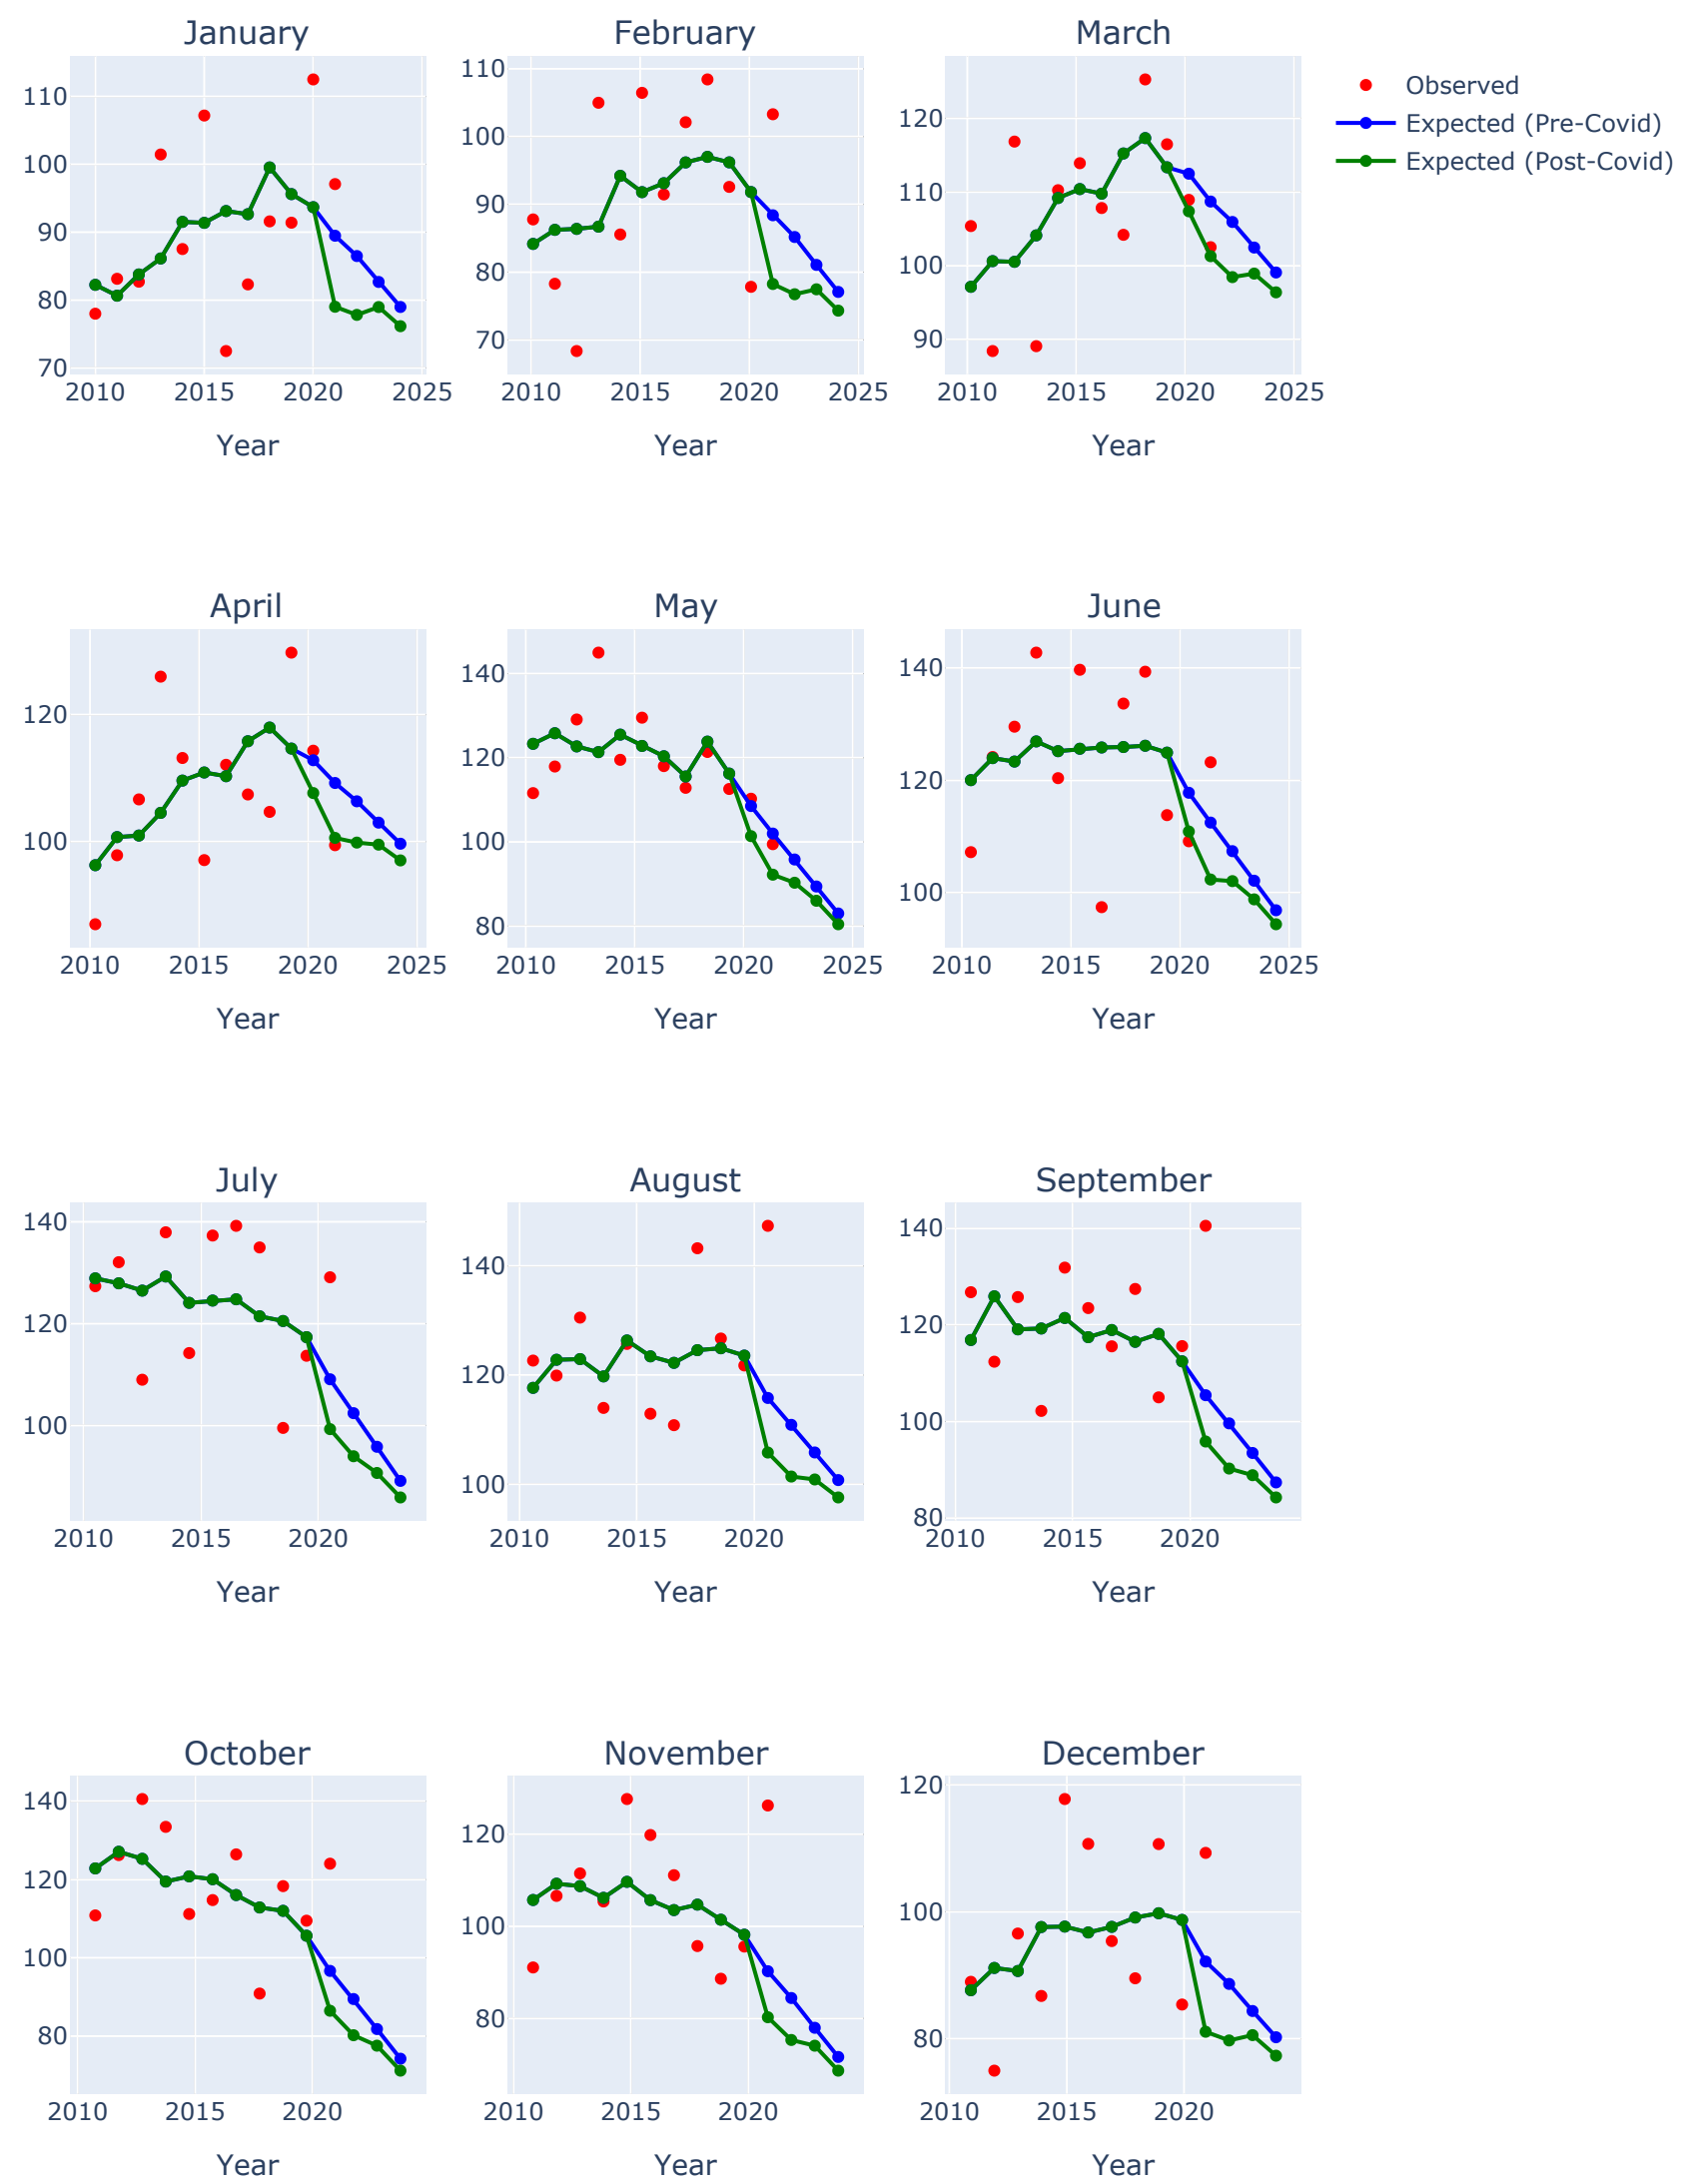 January February March
110
100
90
80
70
2010 2015 2020 2025
Year
110
100
90
80
70
2010 2015 2020 2025
Year
120
110
100
90
2010 2015 2020 2025
Year
Observed
Expected (Pre-Covid)
Expected (Post-Covid)
April May June
120
100
2010 2015 2020 2025
Year
140
120
100
80
2010 2015 2020 2025
Year
140
120
100
2010 2015 2020 2025
Year
July August September
140
120
100
2010 2015 2020
Year
140
120
100
2010 2015 2020
Year
140
120
100
80
2010 2015 2020
Year
October November December
140
120
100
80
2010 2015 2020
Year
120
100
80
2010 2015 2020
Year
120
100
80
2010 2015 2020
Year